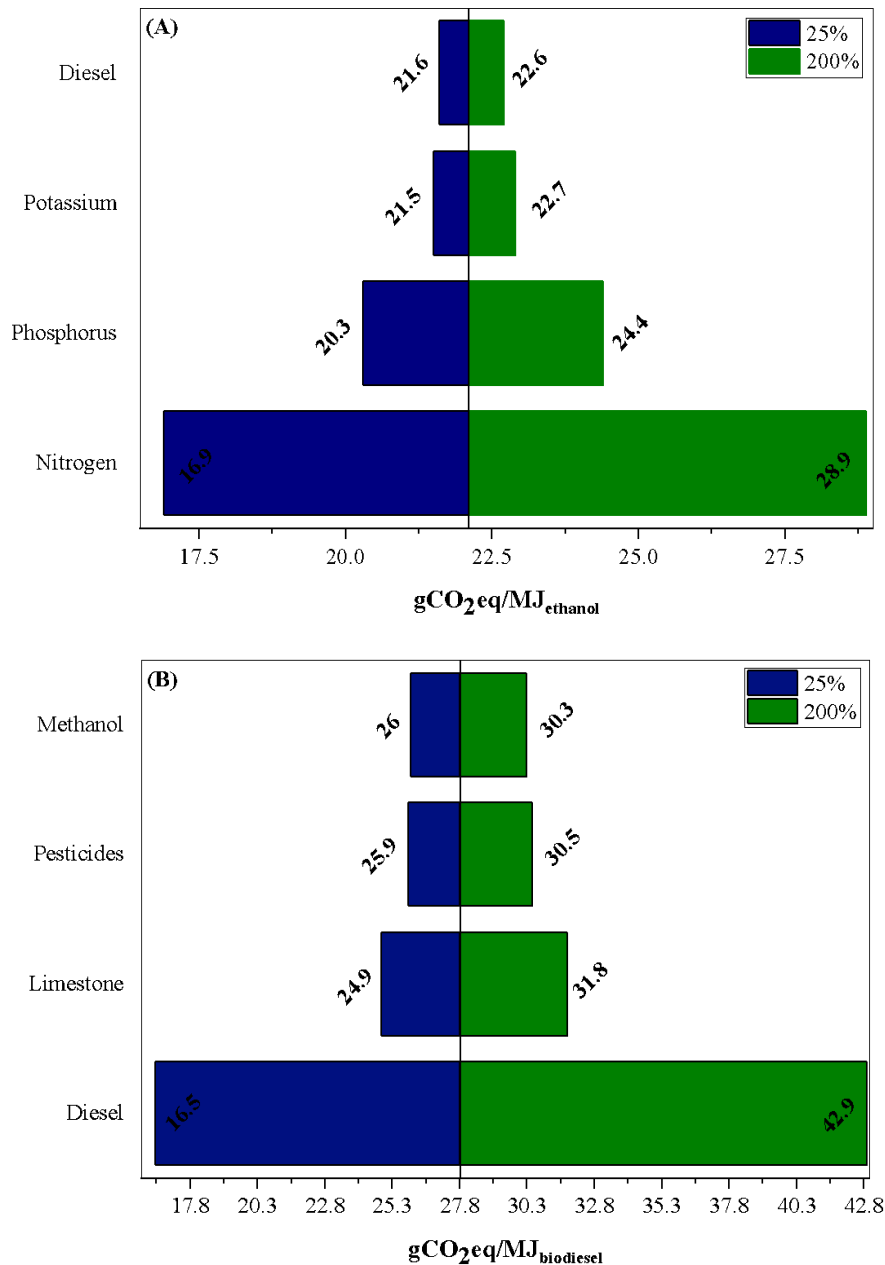 (A)
25%
200%
Diesel
21.6
22.6
Potassium
21.5
22.7
Phosphorus
20.3
24.4
Nitrogen
16.9
28.9
17.5 20.0 22.5 25.0 27.5
gCO₂eq/MJethanol
(B)
25%
200%
Methanol
26
30.3
Pesticides
25.9
30.5
Limestone
24.9
31.8
Diesel
16.5
42.9
17.8 20.3 22.8 25.3 27.8 30.3 32.8 35.3 37.8 40.3 42.8
gCO₂eq/MJbiodiesel